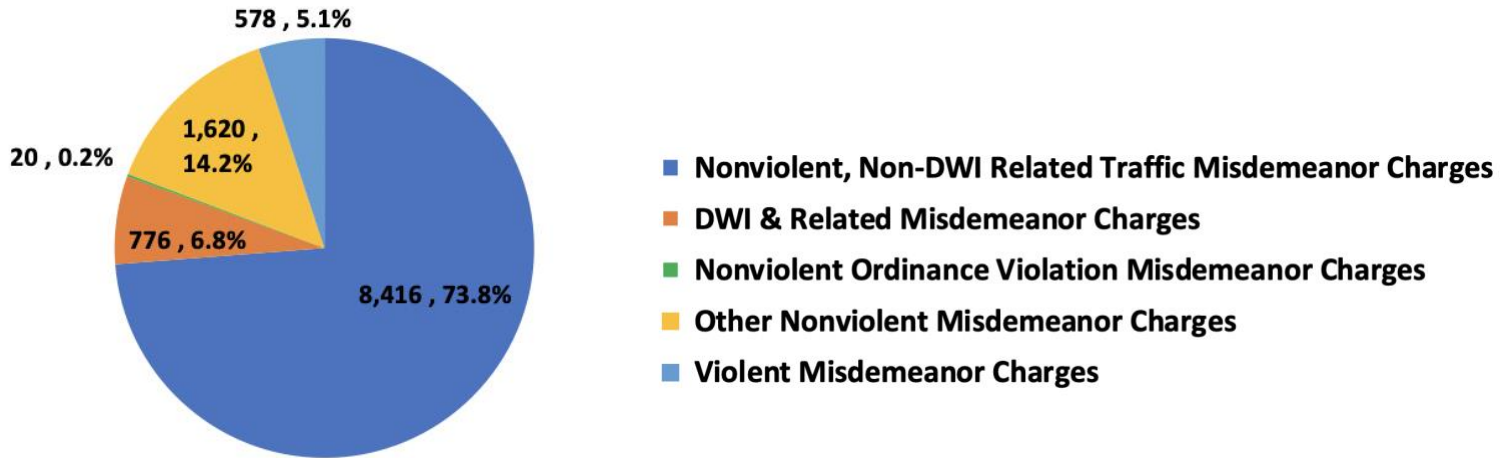 578 , 5.1%
1,620 ,
14.2%
20 , 0.2%
776 , 6.8%
8,416 , 73.8%
Nonviolent, Non-DWI Related Traffic Misdemeanor Charges
DWI & Related Misdemeanor Charges
Nonviolent Ordinance Violation Misdemeanor Charges
Other Nonviolent Misdemeanor Charges
Violent Misdemeanor Charges